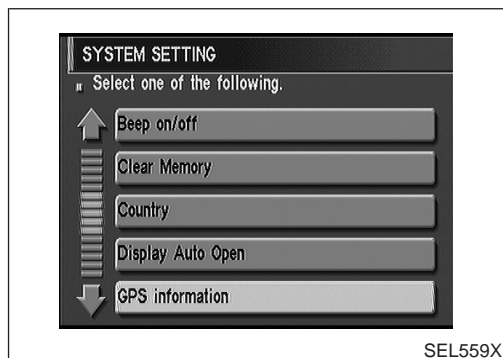 SYSTEM SETTING
Select one of the following.
Beep on/off
Clear Memory
Country
Display Auto Open
GPS information
SEL559X